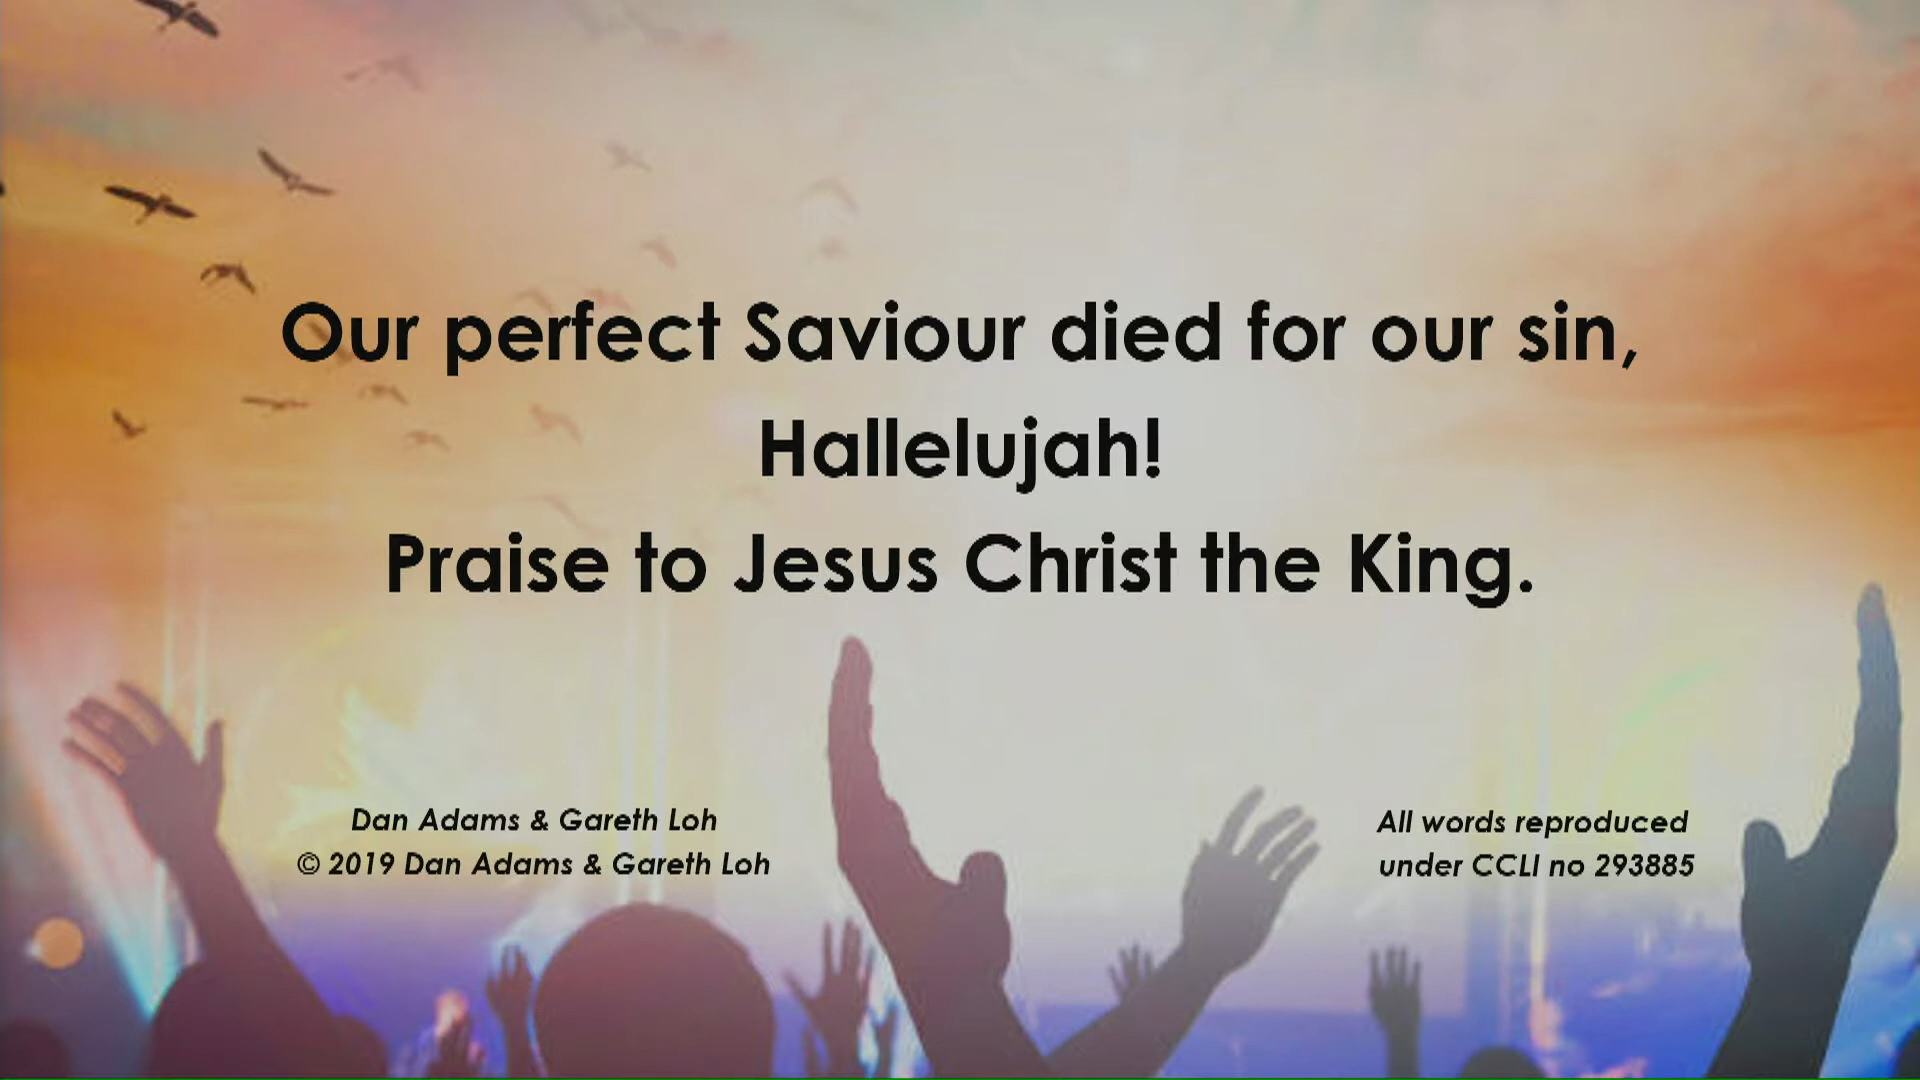 Our perfect Saviour died for our sin,
Hallelujah!
Praise to Jesus Christ the King.
Dan Adams & Gareth Loh
© 2019 Dan Adams & Gareth Loh
All words reproduced
under CCLI no 293885